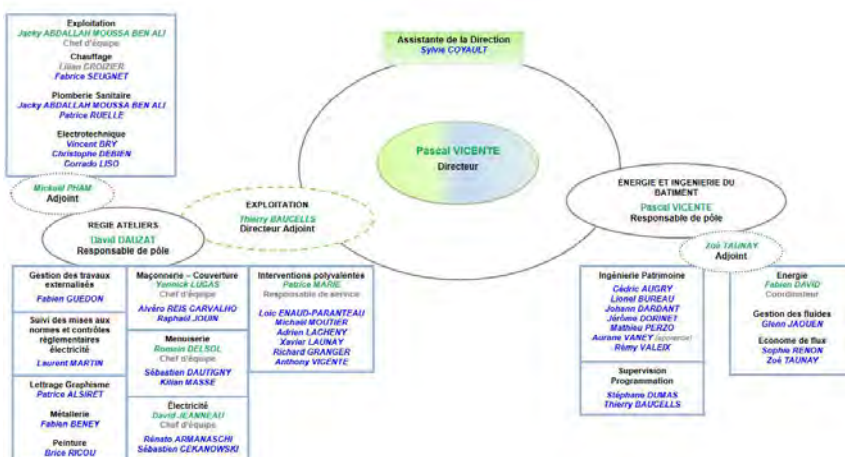 Exploitation
Jacky ABDALLAH MOUSSA BEN ALI
Chef d'équipe
Chauffage
Lilian CROIZIER
Fabrice SEUGNET
Plomberie Sanitaire
Jacky ABDALLAH MOUSSA BEN ALI
Patrice RUELLE
Electrotechnique
Vincent BRY
Christophe DEBIEN
Corrado LISO
Mickaël PHAM
Adjoint
Assistante de la Direction
Sylvie COYAULT
Pascal VICENTE
Directeur
EXPLOITATION
Thierry BAUCELLS
Directeur Adjoint
REGIE ATELIERS
David DAUZAT
Responsable de pôle
ENERGIE ET INGENIERIE DU
BATIMENT
Pascal VICENTE
Responsable de pôle
Zoé TAUNAY
Adjoint
Gestion des travaux
externalisés
Fabien GUEDON
Suivi des mises aux
normes et contrôles
réglementaires
électricité
Laurent MARTIN
Lettrage Graphisme
Patrice ALSIRET
Métallerie
Fabien BENEY
Peinture
Brice RICOU
Maçonnerie – Couverture
Yannick LUGAS
Chef d'équipe
Alvéro REIS CARVALHO
Raphaël JOUIN
Menuiserie
Romain DELSOL
Chef d'équipe
Sébastien DAUTIGNY
Kilian MASSE
Électricité
David JEANNEAU
Chef d'équipe
Rénato ARMANASCHI
Sébastien CEKANOWSKI
Interventions polyvalentes
Patrice MARIE
Responsable de service
Loïc ENAUD-PARANTEAU
Michaël MOUTIER
Adrien LACHENY
Xavier LAUNAY
Richard GRANGER
Anthony VICENTE
Ingénierie Patrimoine
Cédric AUGRY
Lionel BUREAU
Johann DARDANT
Jérôme DORINET
Mathieu PERZO
Aurane VANEY (apprentie)
Rémy VALEIX
Supervision
Programmation
Stéphane DUMAS
Thierry BAUCELLS
Energie
Fabien DAVID
Coordinateur
Gestion des fluides
Glenn JAOUEN
Econome de flux
Sophie RENON
Zoé TAUNAY